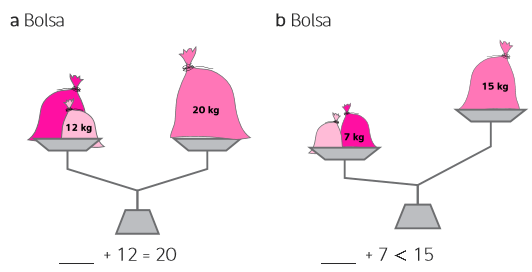 a Bolsa
12 kg
20 kg
____ + 12 = 20
b Bolsa
7 kg
15 kg
____ + 7 < 15